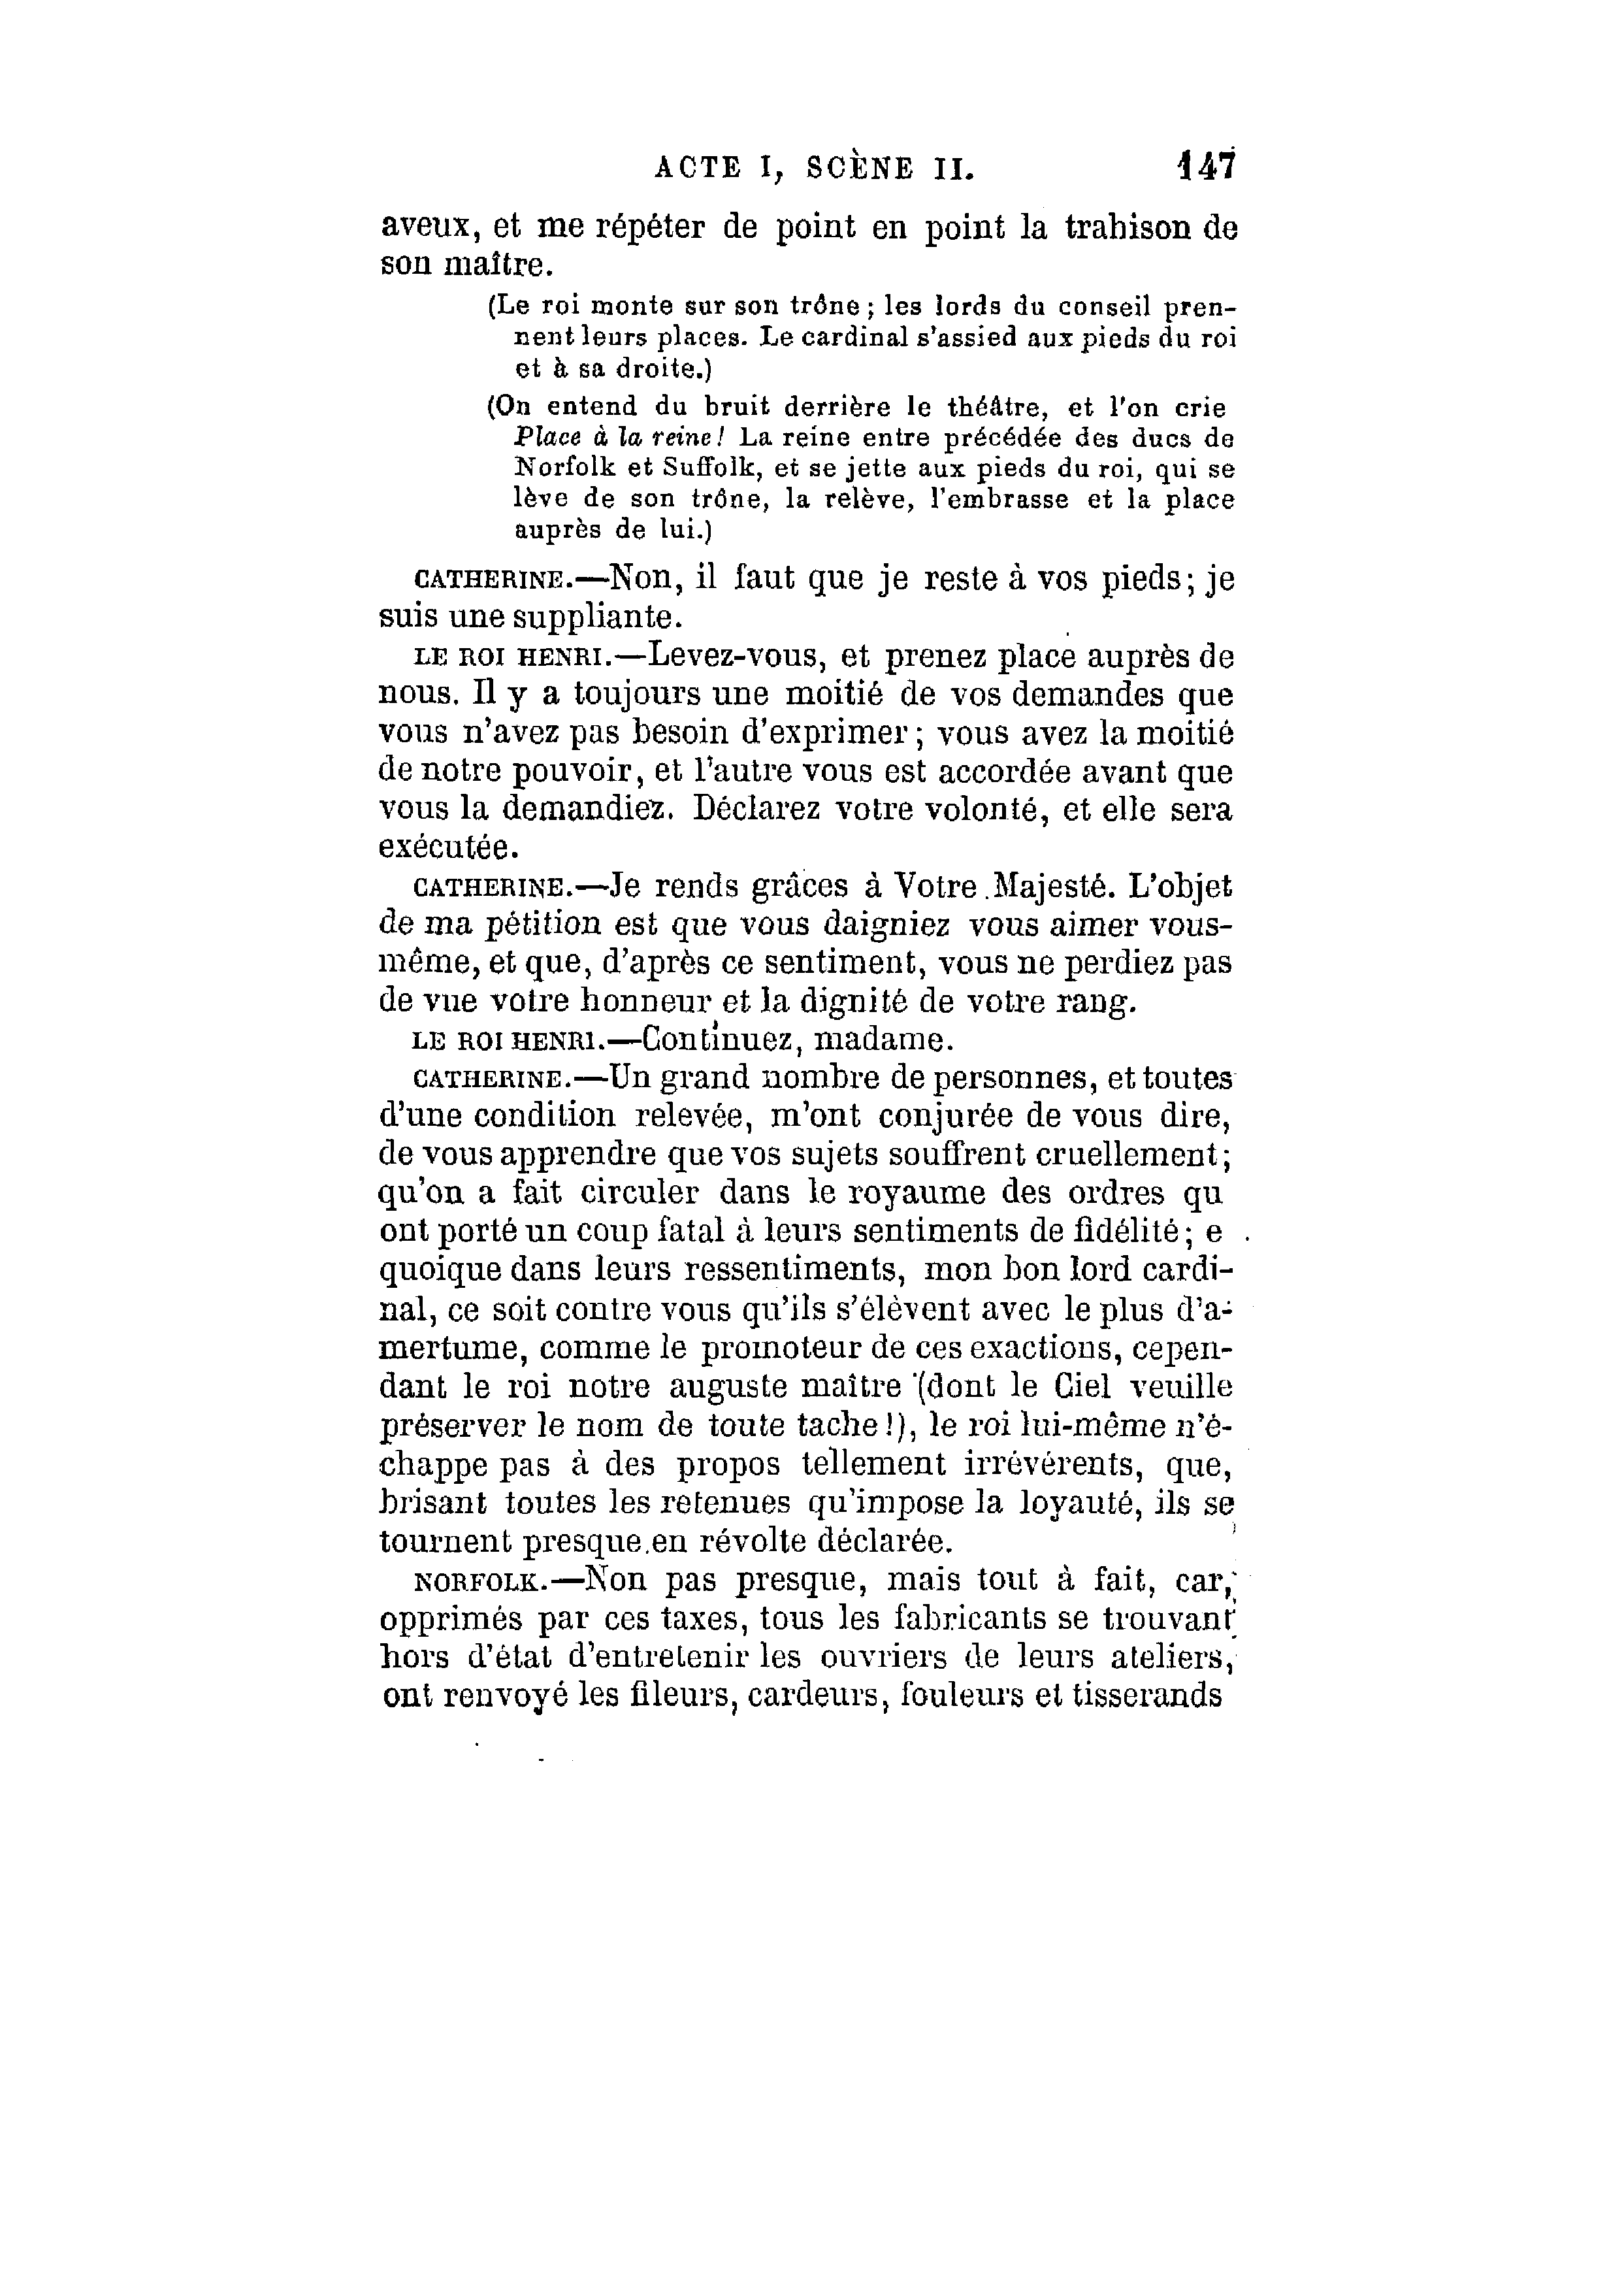 ACTE I, SCÈNE II. 147
aveux, et me répéter de point en point la trahison de
son maître.
(Le roi monte sur son trône ; les lords du conseil pren-
nent leurs places. Le cardinal s'assied aux pieds du roi
et à sa droite.)
(On entend du bruit derrière le théâtre, et l'on crie
Place à la reine ! La reine entre précédée des ducs de
Norfolk et Suffolk, et se jette aux pieds du roi, qui se
lève de son trône, la relève, l'embrasse et la place
auprès de lui.)
CATHERINE.—Non, il faut que je reste à vos pieds ; je
suis une suppliante.
LE ROI HENRI.—Levez-vous, et prenez place auprès de
nous. Il y a toujours une moitié de vos demandes que
vous n'avez pas besoin d'exprimer ; vous avez la moitié
de notre pouvoir, et l'autre vous est accordée avant que
vous la demandiez. Déclarez votre volonté, et elle sera
exécutée.
CATHERINE.—Je rends grâces à Votre Majesté. L'objet
de ma pétition est que vous daigniez vous aimer vous-
même, et que, d'après ce sentiment, vous ne perdiez pas
de vue votre honneur et la dignité de votre rang.
LE ROI HENRI.—Continuez, madame.
CATHERINE.—Un grand nombre de personnes, et toutes
d'une condition relevée, m'ont conjurée de vous dire,
de vous apprendre que vos sujets souffrent cruellement ;
qu'on a fait circuler dans le royaume des ordres qu
ont porté un coup fatal à leurs sentiments de fidélité ; e
quoique dans leurs ressentiments, mon bon lord cardi-
nal, ce soit contre vous qu'ils s'élèvent avec le plus d'a-
mertume, comme le promoteur de ces exactions, cepen-
dant le roi notre auguste maître (dont le Ciel veuille
préserver le nom de toute tache !), le roi lui-même n'é-
chappe pas à des propos tellement irrévérents, que,
brisant toutes les retenues qu'impose la loyauté, ils se
tournent presque en révolte déclarée.
NORFOLK.—Non pas presque, mais tout à fait, car,
opprimés par ces taxes, tous les fabricants se trouvant
hors d'état d'entretenir les ouvriers de leurs ateliers,
ont renvoyé les fileurs, cardeurs, fouleurs et tisserands